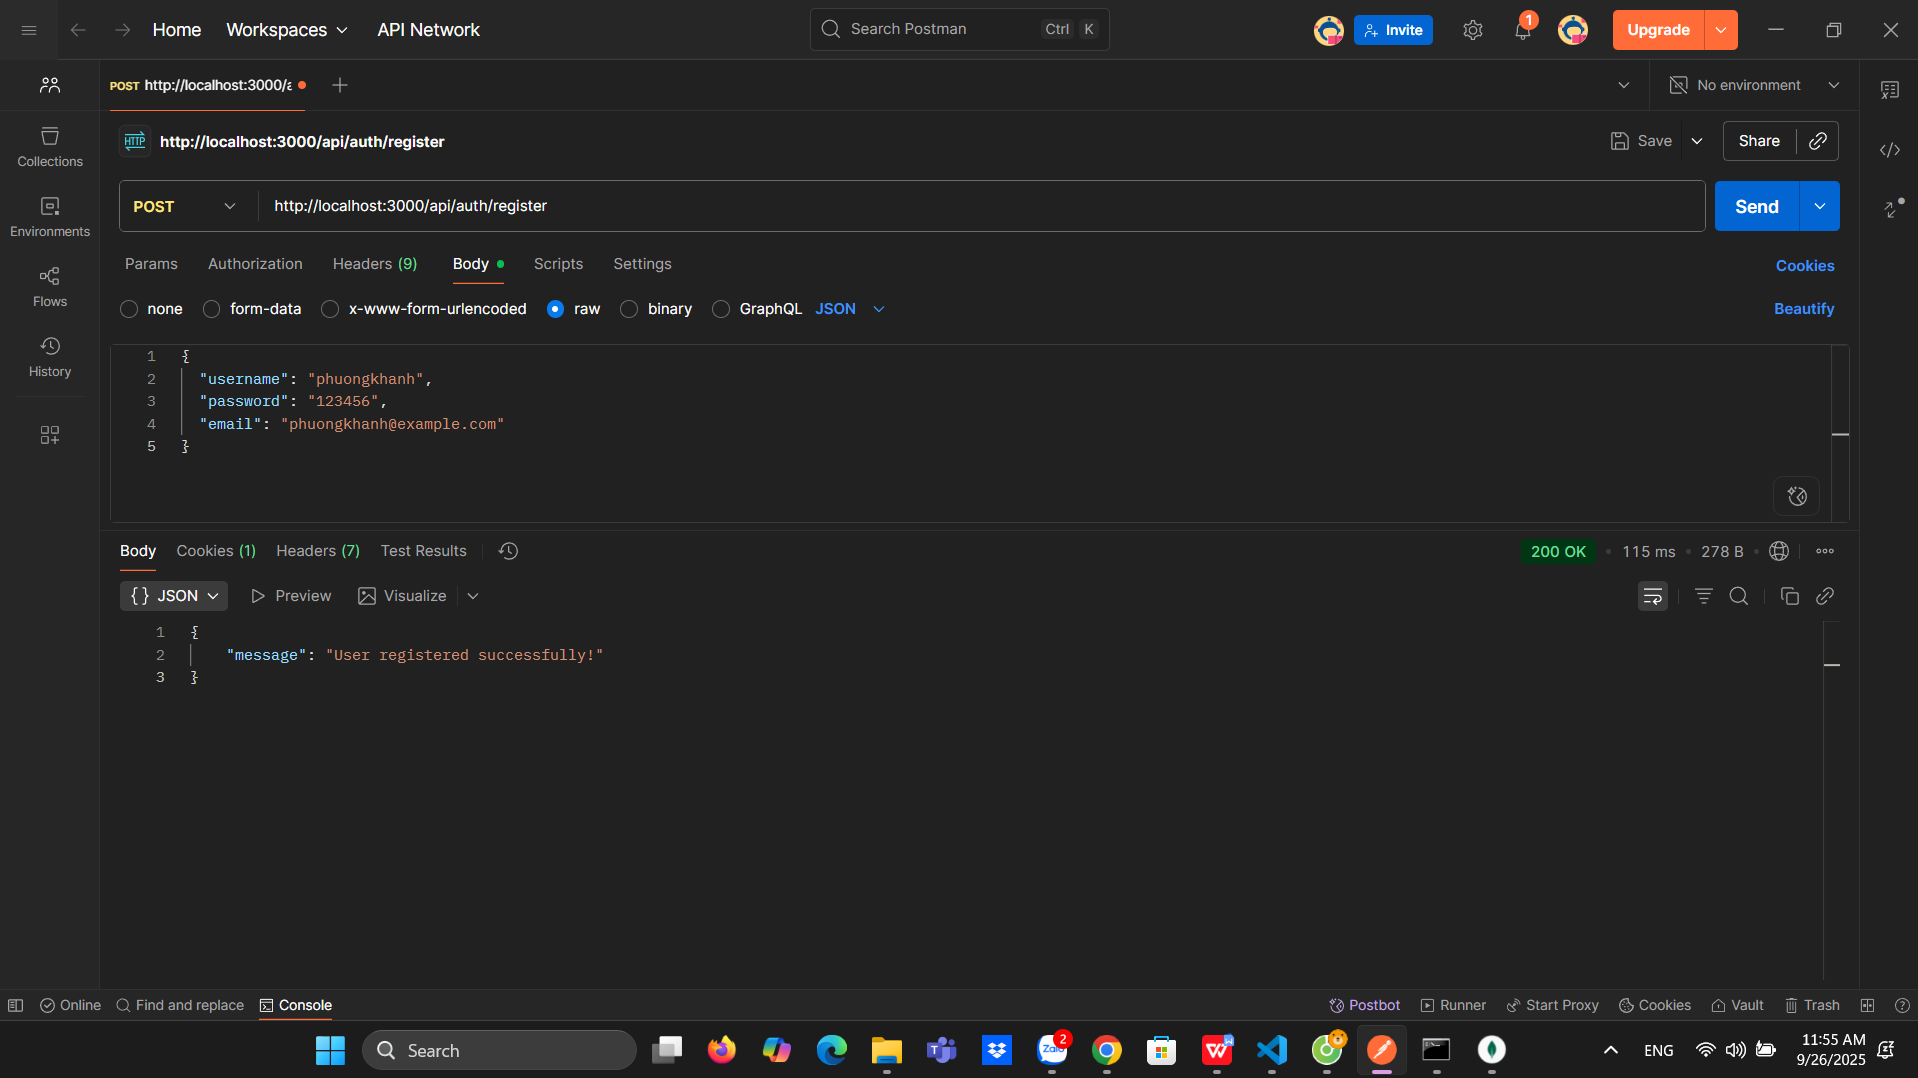 Home Workspaces API Network Search Postman Ctrl K Invite 1 Upgrade
POST http://localhost:3000/a No environment
HTTP http://localhost:3000/api/auth/register Save Share
POST http://localhost:3000/api/auth/register Send
Params Authorization Headers (9) Body Scripts Settings Cookies
none form-data x-www-form-urlencoded raw binary GraphQL JSON Beautify
Collections
Environments
Flows
History
1 {
2 "username": "phuongkhanh",
3 "password": "123456",
4 "email": "phuongkhanh@example.com"
5 }
Body Cookies (1) Headers (7) Test Results 200 OK 115 ms 278 B
{} JSON Preview Visualize
1 {
2 "message": "User registered successfully!"
3 }
Online Find and replace Console Postbot Runner Start Proxy Cookies Vault Trash
Search Zalo 2 ENG 11:55 AM
9/26/2025